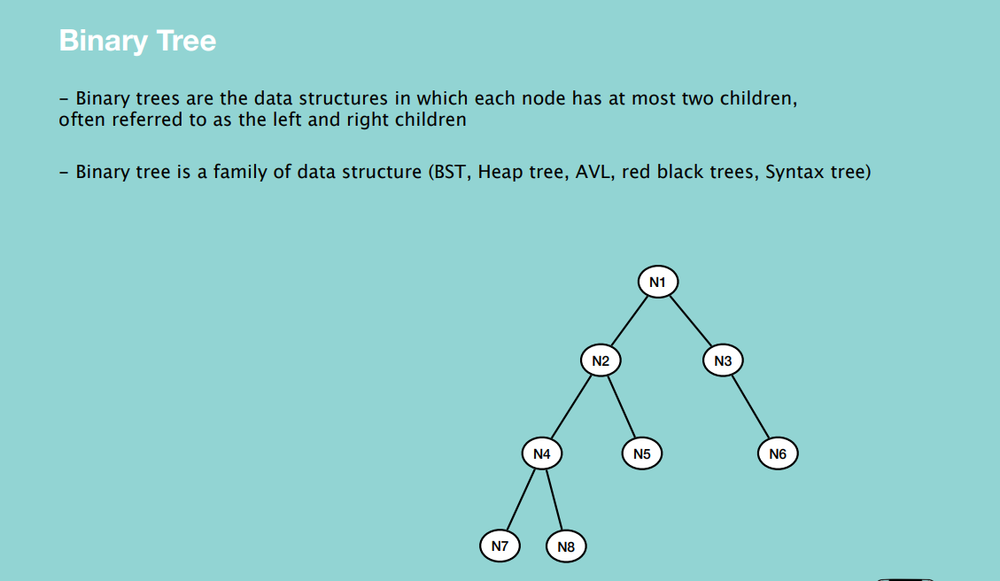 Binary Tree
– Binary trees are the data structures in which each node has at most two children,
often referred to as the left and right children
– Binary tree is a family of data structure (BST, Heap tree, AVL, red black trees, Syntax tree)
N1
N2
N3
N4
N5
N6
N7
N8